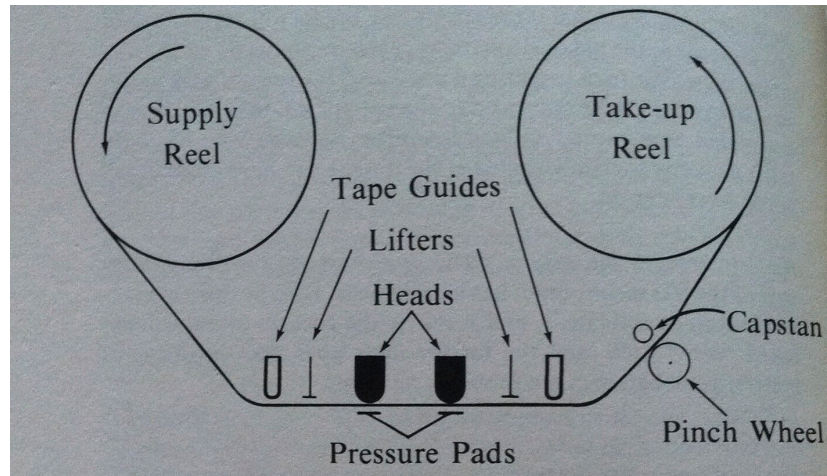 Supply
Reel
Take-up
Reel
Tape Guides
Lifters
Heads
Capstan
Pinch Wheel
Pressure Pads